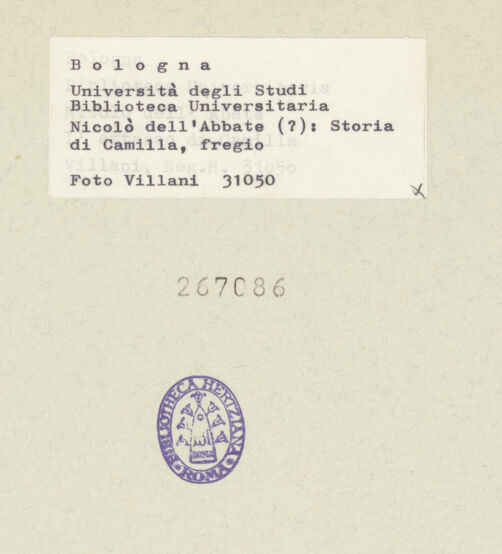 B o l o g n a
Università degli Studi
Biblioteca Universitaria
Nicolò dell'Abbate (?): Storia
di Camilla, fregio
Foto Villani 31050
267086
BIBLIOTHECA HERTZIANA
ROMA